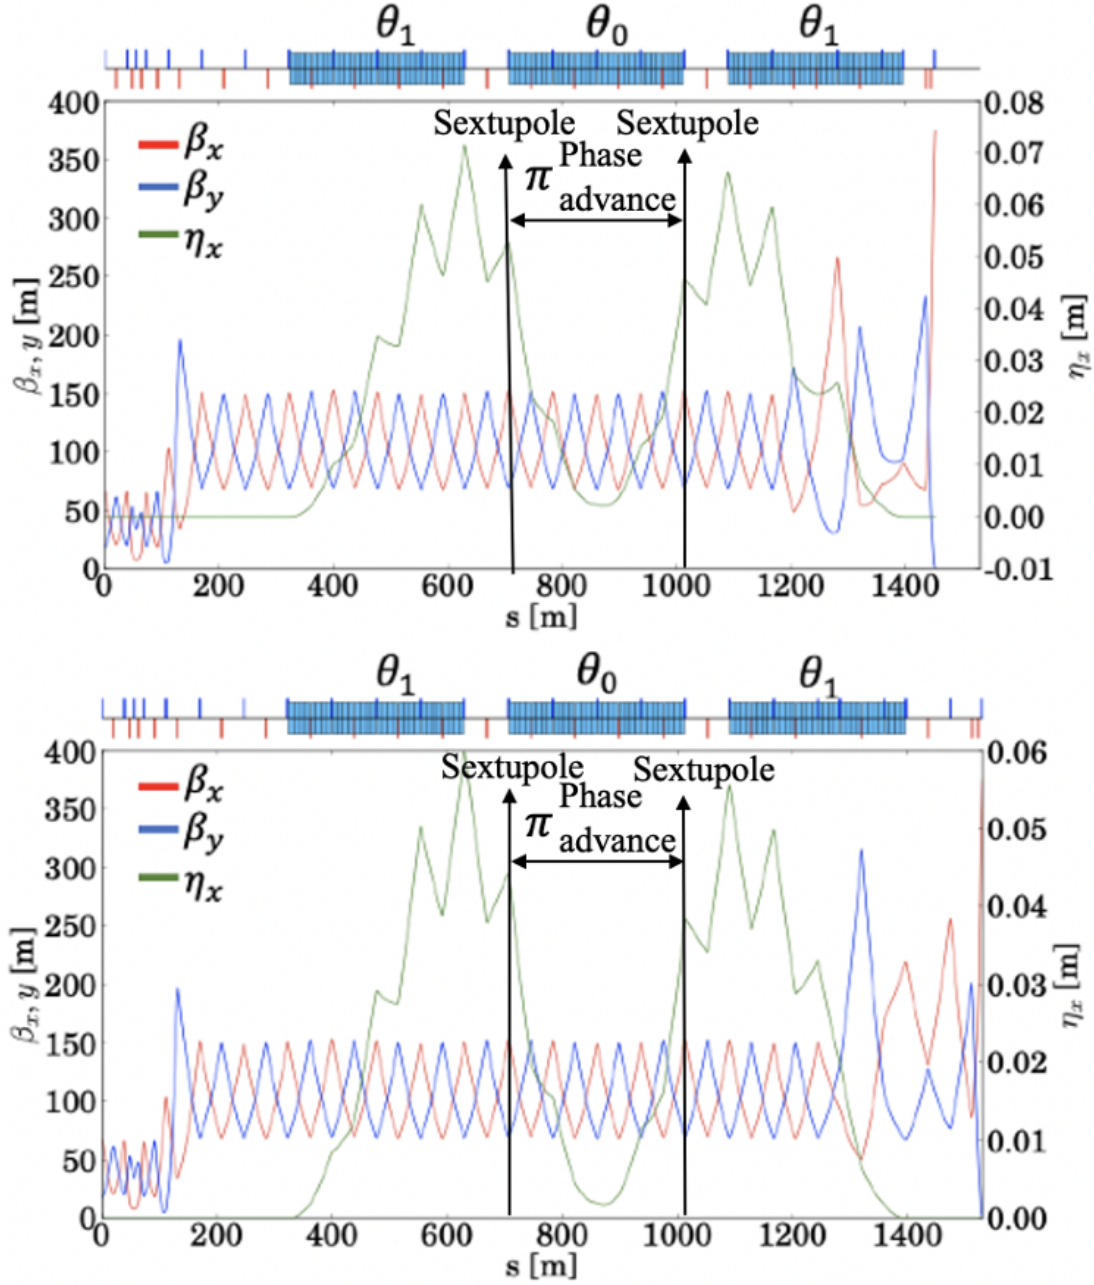 θ₁ θ₀ θ₁
400 0.08
Sextupole Sextupole
βₓ
350 π Phase 0.07
advance
β_y
300 0.06
ηₓ
250 0.05
200 0.04
βₓ, y [m] ηₓ [m]
150 0.03
0.02
100 0.01
50 0.00
0 -0.01
0 200 400 600 800 1000 1200 1400
s [m]
θ₁ θ₀ θ₁
400 0.06
Sextupole Sextupole
βₓ
350 π Phase
advance
β_y 0.05
300
ηₓ
250 0.04
200 0.03
βₓ, y [m] ηₓ [m]
150 0.02
100 0.01
50
0 0.00
0 200 400 600 800 1000 1200 1400
s [m]